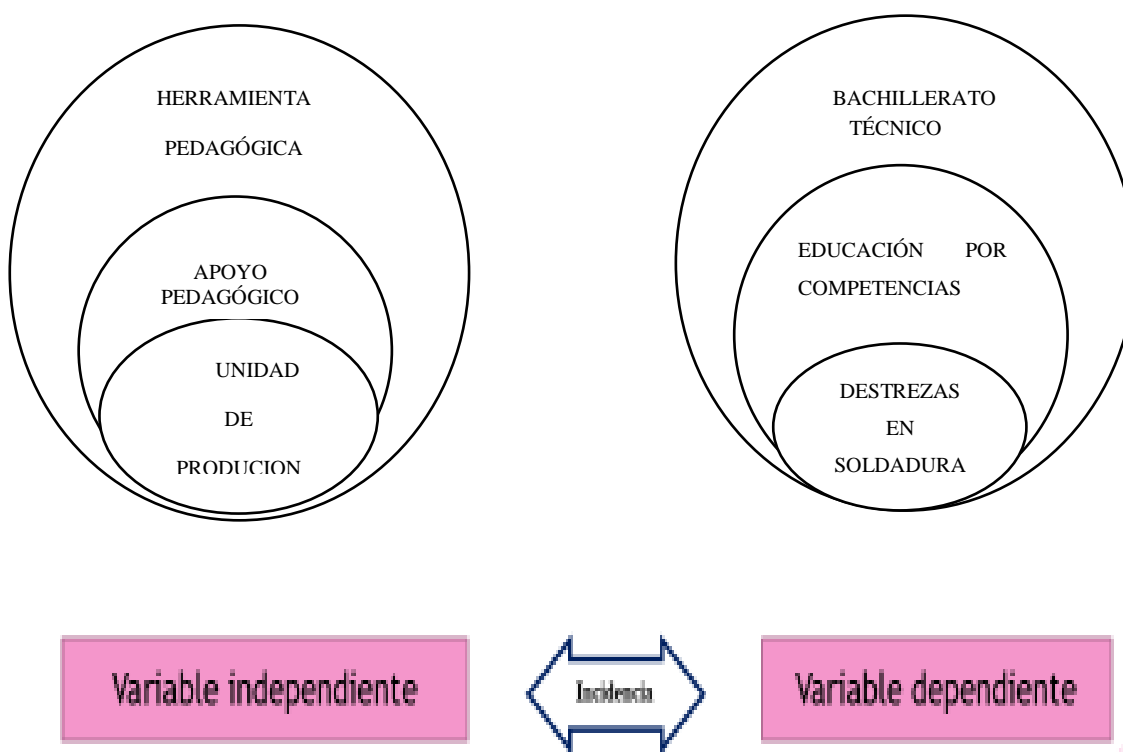 HERRAMIENTA
PEDAGÓGICA
APOYO
PEDAGÓGICO
UNIDAD
DE
PRODUCION
BACHILLERATO
TÉCNICO
EDUCACIÓN POR
COMPETENCIAS
DESTREZAS
EN
SOLDADURA
Variable independiente
Incidencia
Variable dependiente